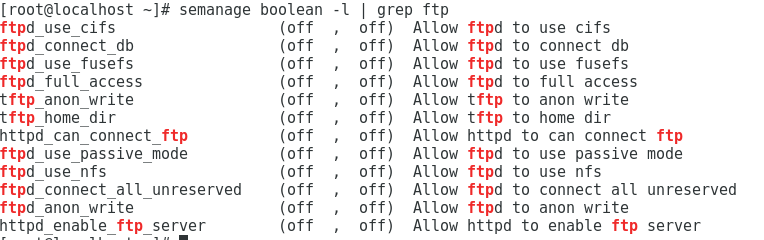 [root@localhost ~]# semanage boolean -l | grep ftp
ftpd_use_cifs                  (off  ,  off)  Allow ftpd to use cifs
ftpd_connect_db                (off  ,  off)  Allow ftpd to connect db
ftpd_use_fusefs                (off  ,  off)  Allow ftpd to use fusefs
ftpd_full_access               (off  ,  off)  Allow ftpd to full access
tftp_anon_write                (off  ,  off)  Allow tftp to anon write
tftp_home_dir                  (off  ,  off)  Allow tftp to home dir
httpd_can_connect_ftp          (off  ,  off)  Allow httpd to can connect ftp
ftpd_use_passive_mode          (off  ,  off)  Allow ftpd to use passive mode
ftpd_use_nfs                   (off  ,  off)  Allow ftpd to use nfs
ftpd_connect_all_unreserved    (off  ,  off)  Allow ftpd to connect all unreserved
ftpd_anon_write                (off  ,  off)  Allow ftpd to anon write
httpd_enable_ftp_server        (off  ,  off)  Allow httpd to enable ftp server